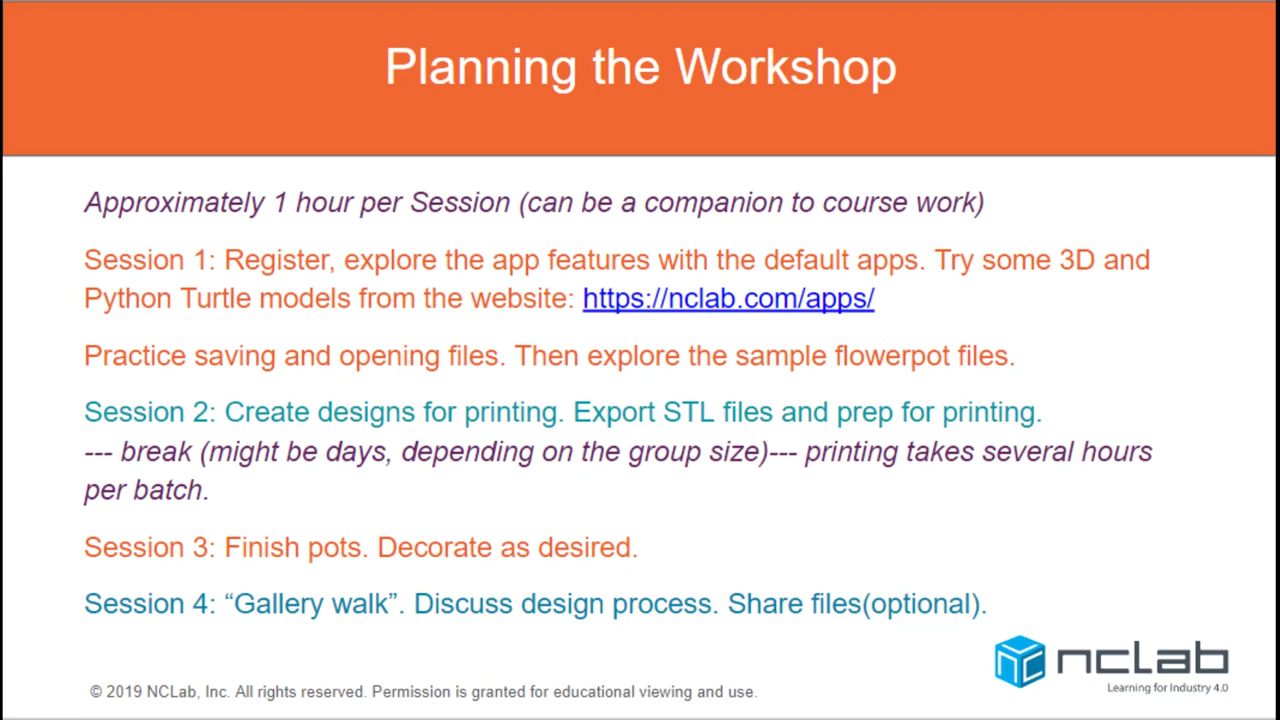 Planning the Workshop
Approximately 1 hour per Session (can be a companion to course work)
Session 1: Register, explore the app features with the default apps. Try some 3D and
Python Turtle models from the website: https://nclab.com/apps/
Practice saving and opening files. Then explore the sample flowerpot files.
Session 2: Create designs for printing. Export STL files and prep for printing.
--- break (might be days, depending on the group size)--- printing takes several hours
per batch.
Session 3: Finish pots. Decorate as desired.
Session 4: “Gallery walk”. Discuss design process. Share files(optional).
nclab
Learning for Industry 4.0
© 2019 NCLab, Inc. All rights reserved. Permission is granted for educational viewing and use.